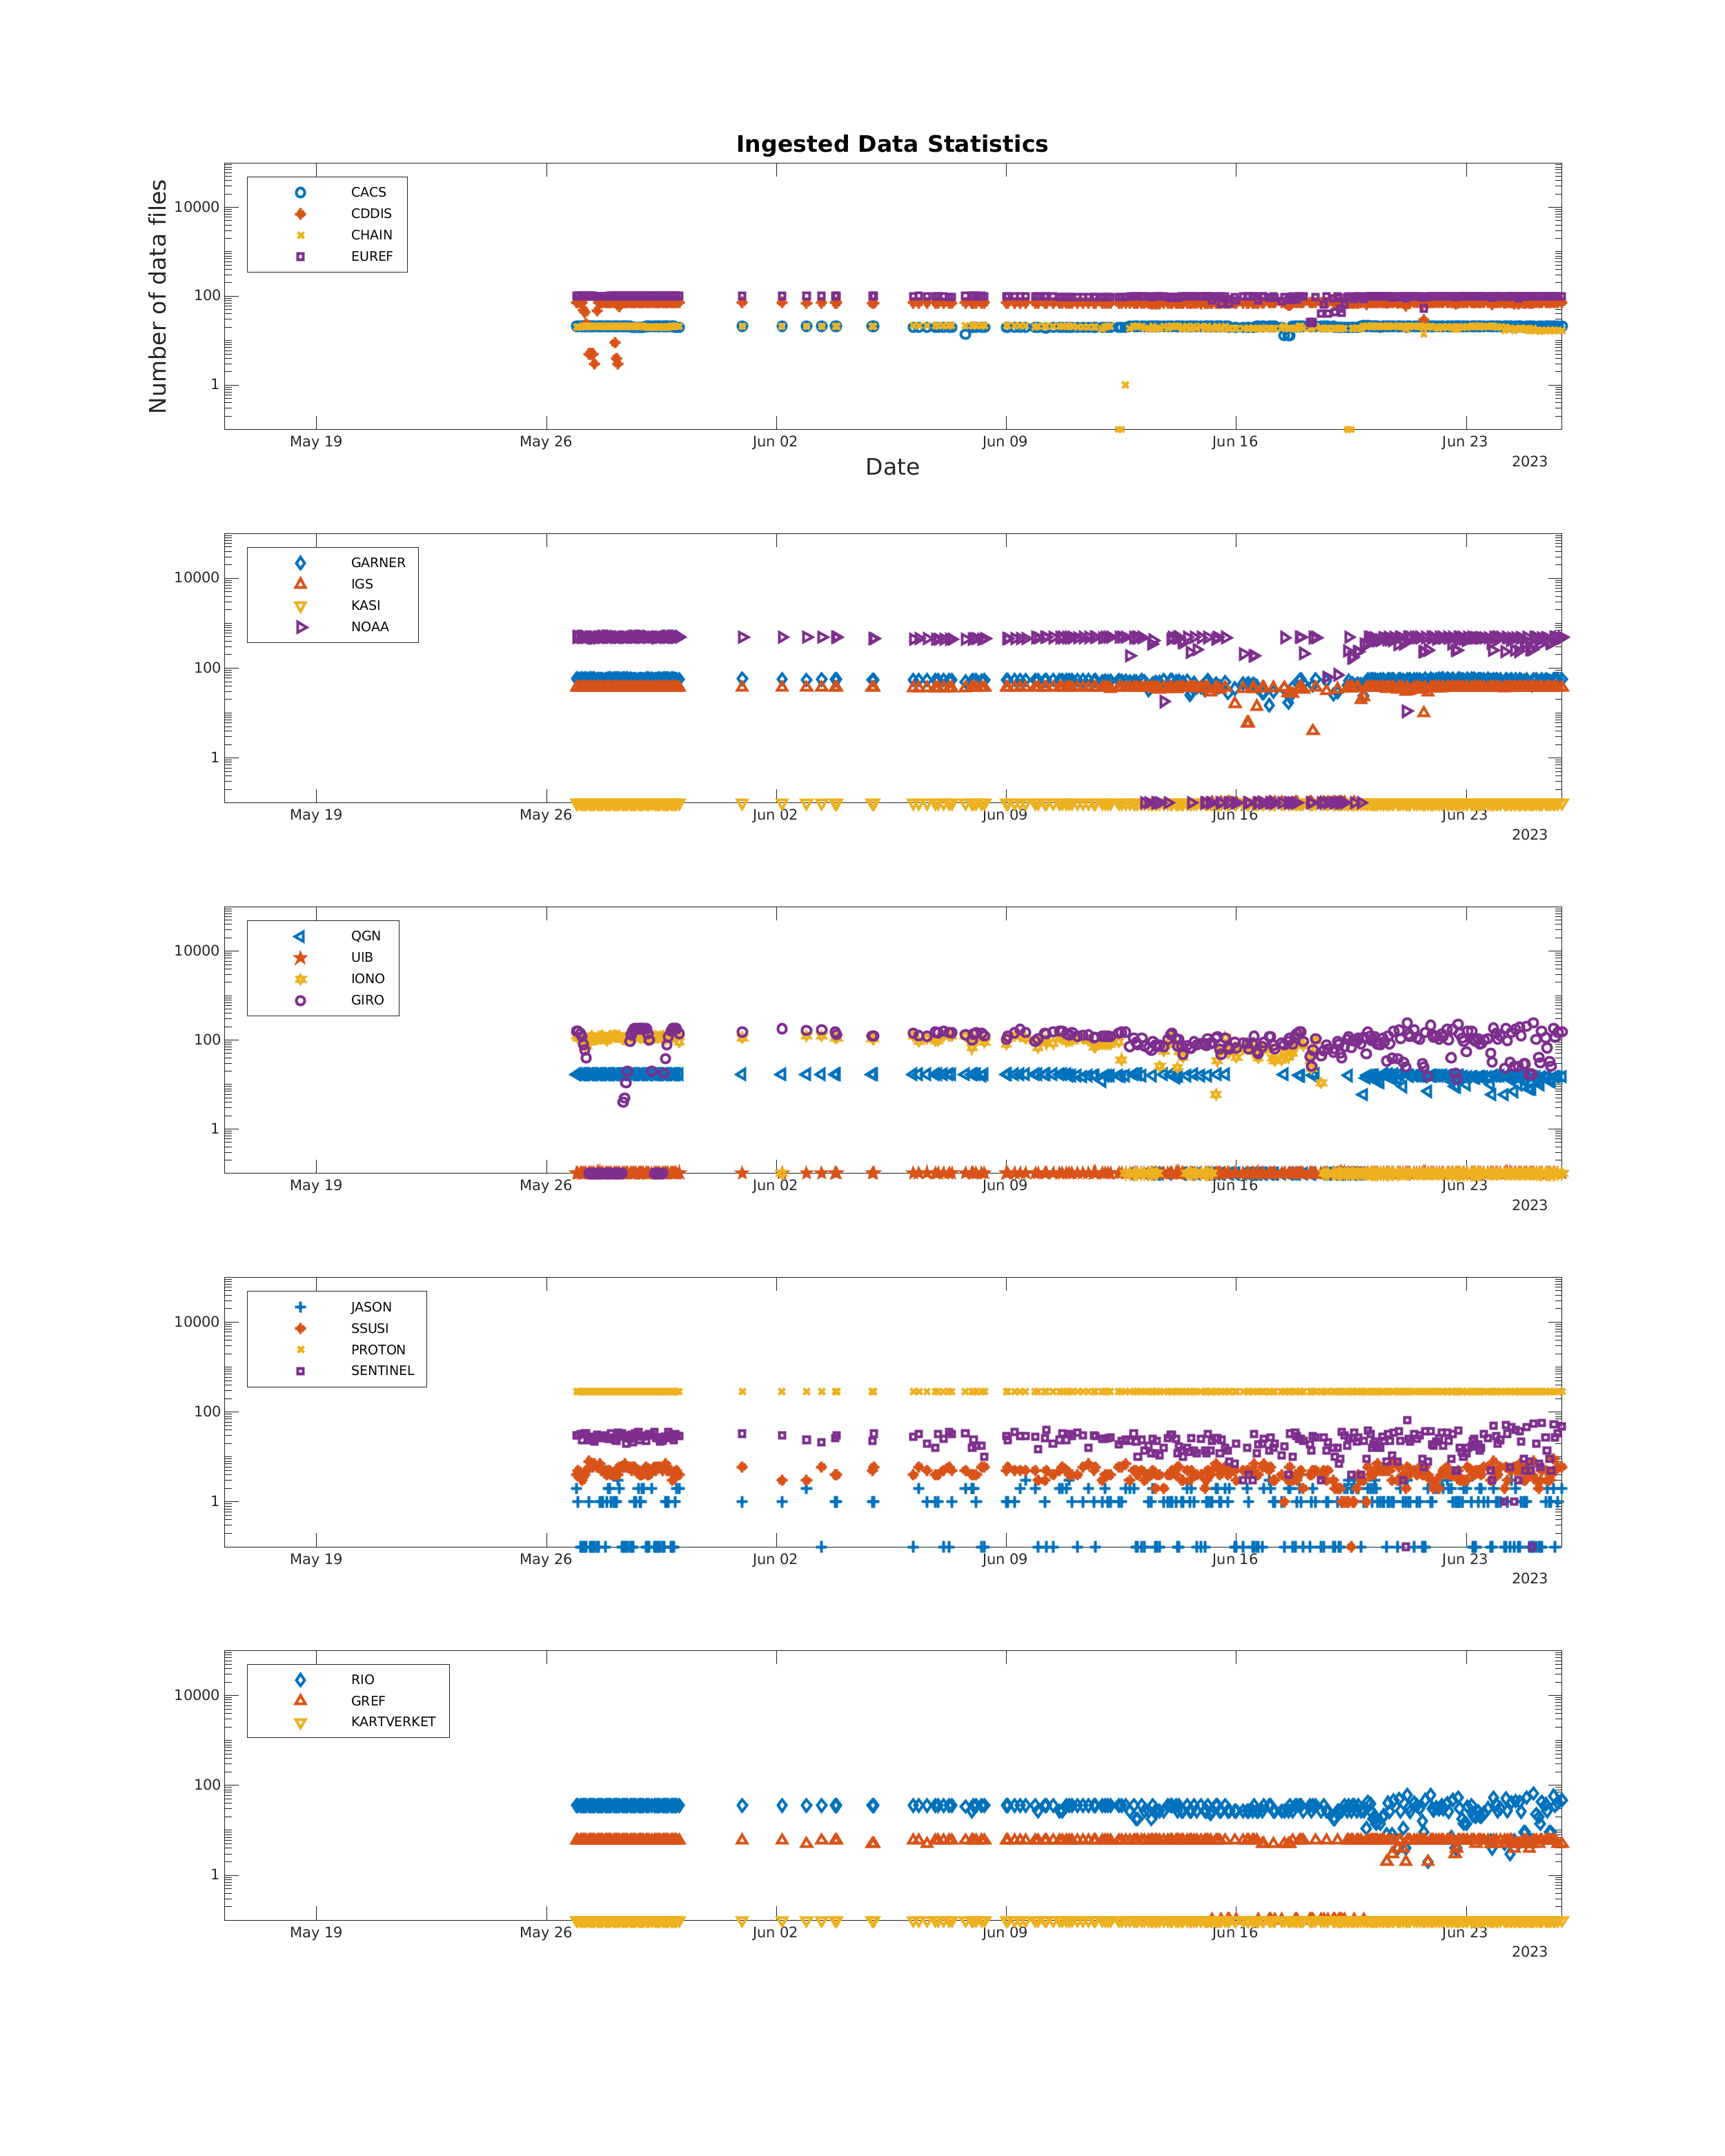 Ingested Data Statistics
Number of data files
10000
100
1
CACS
CDDIS
CHAIN
EUREF
May 19 May 26 Jun 02 Jun 09 Jun 16 Jun 23
2023
Date
10000
100
1
GARNER
IGS
KASI
NOAA
May 19 May 26 Jun 02 Jun 09 Jun 16 Jun 23
2023
10000
100
1
QGN
UIB
IONO
GIRO
May 19 May 26 Jun 02 Jun 09 Jun 16 Jun 23
2023
10000
100
1
JASON
SSUSI
PROTON
SENTINEL
May 19 May 26 Jun 02 Jun 09 Jun 16 Jun 23
2023
10000
100
1
RIO
GREF
KARTVERKET
May 19 May 26 Jun 02 Jun 09 Jun 16 Jun 23
2023